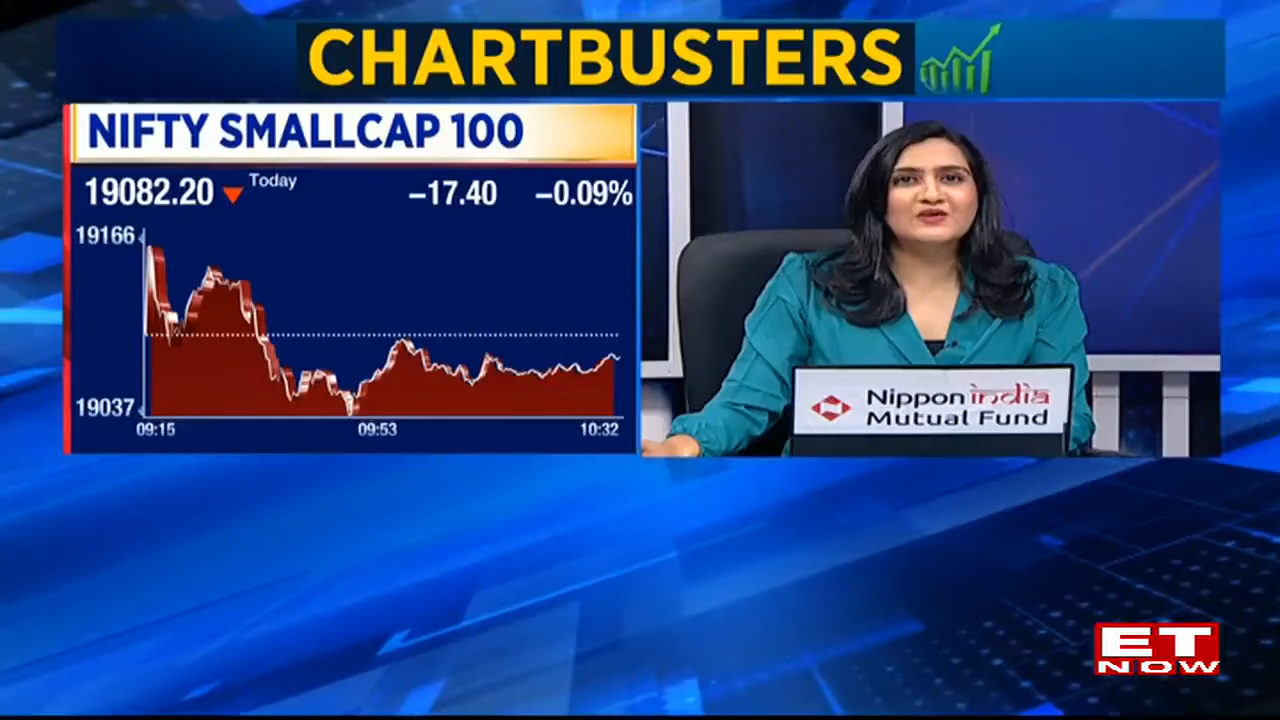 CHARTBUSTERS
NIFTY SMALLCAP 100
19082.20 Today –17.40 –0.09%
19166
19037
09:15 09:53 10:32
Nippon india
Mutual Fund
ET
NOW